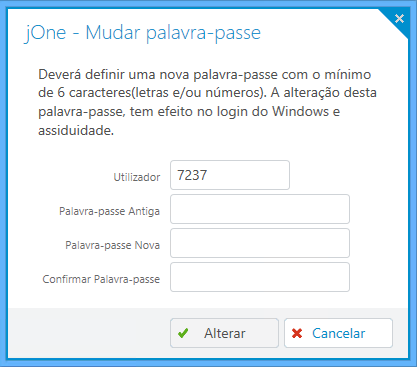 jOne - Mudar palavra-passe
Deverá definir uma nova palavra-passe com o mínimo
de 6 caracteres(letras e/ou números). A alteração desta
palavra-passe, tem efeito no login do Windows e
assiduidade.
Utilizador 7237
Palavra-passe Antiga
Palavra-passe Nova
Confirmar Palavra-passe
Alterar Cancelar